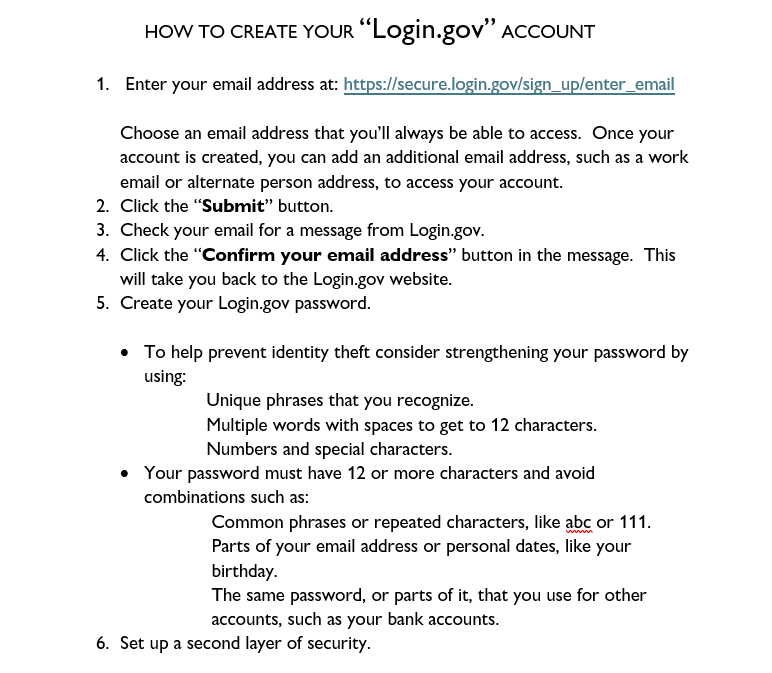 HOW TO CREATE YOUR “Login.gov” ACCOUNT
1. Enter your email address at: https://secure.login.gov/sign_up/enter_email
Choose an email address that you’ll always be able to access. Once your
account is created, you can add an additional email address, such as a work
email or alternate person address, to access your account.
2. Click the “Submit” button.
3. Check your email for a message from Login.gov.
4. Click the “Confirm your email address” button in the message. This
will take you back to the Login.gov website.
5. Create your Login.gov password.
• To help prevent identity theft consider strengthening your password by
using:
Unique phrases that you recognize.
Multiple words with spaces to get to 12 characters.
Numbers and special characters.
• Your password must have 12 or more characters and avoid
combinations such as:
Common phrases or repeated characters, like abc or 111.
Parts of your email address or personal dates, like your
birthday.
The same password, or parts of it, that you use for other
accounts, such as your bank accounts.
6. Set up a second layer of security.